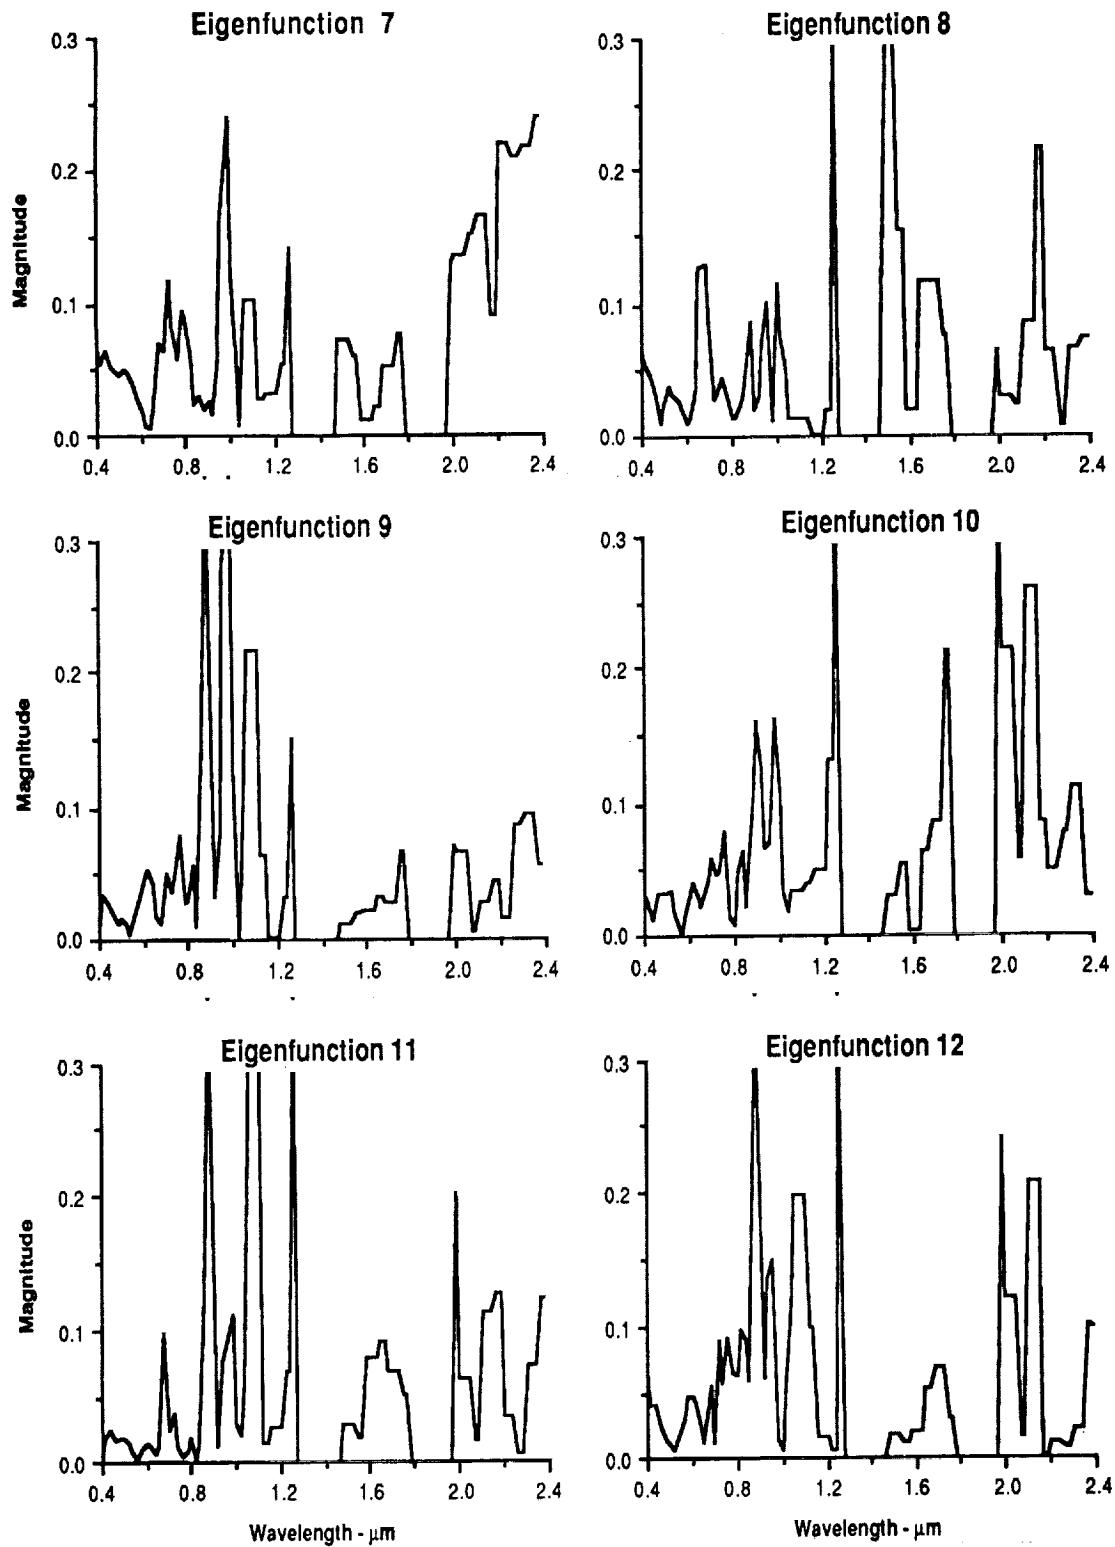 Eigenfunction 7
0.3
0.2
0.1
0.0
Magnitude
0.4 0.8 1.2 1.6 2.0 2.4
Eigenfunction 8
0.3
0.2
0.1
0.0
0.4 0.8 1.2 1.6 2.0 2.4
Eigenfunction 9
0.3
0.2
0.1
0.0
Magnitude
0.4 0.8 1.2 1.6 2.0 2.4
Eigenfunction 10
0.3
0.2
0.1
0.0
0.4 0.8 1.2 1.6 2.0 2.4
Eigenfunction 11
0.3
0.2
0.1
0.0
Magnitude
0.4 0.8 1.2 1.6 2.0 2.4
Wavelength - μm
Eigenfunction 12
0.3
0.2
0.1
0.0
0.4 0.8 1.2 1.6 2.0 2.4
Wavelength - μm